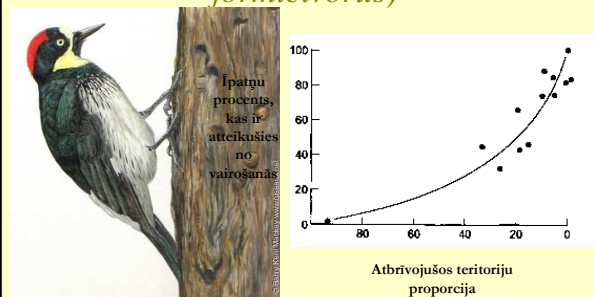 formicivorus)
Īpatņu
procents,
kas ir
atteikušies
no
vairošanās
100
80
60
40
20
0
80
60
40
20
0
Atbrīvojušos teritoriju
proporcija